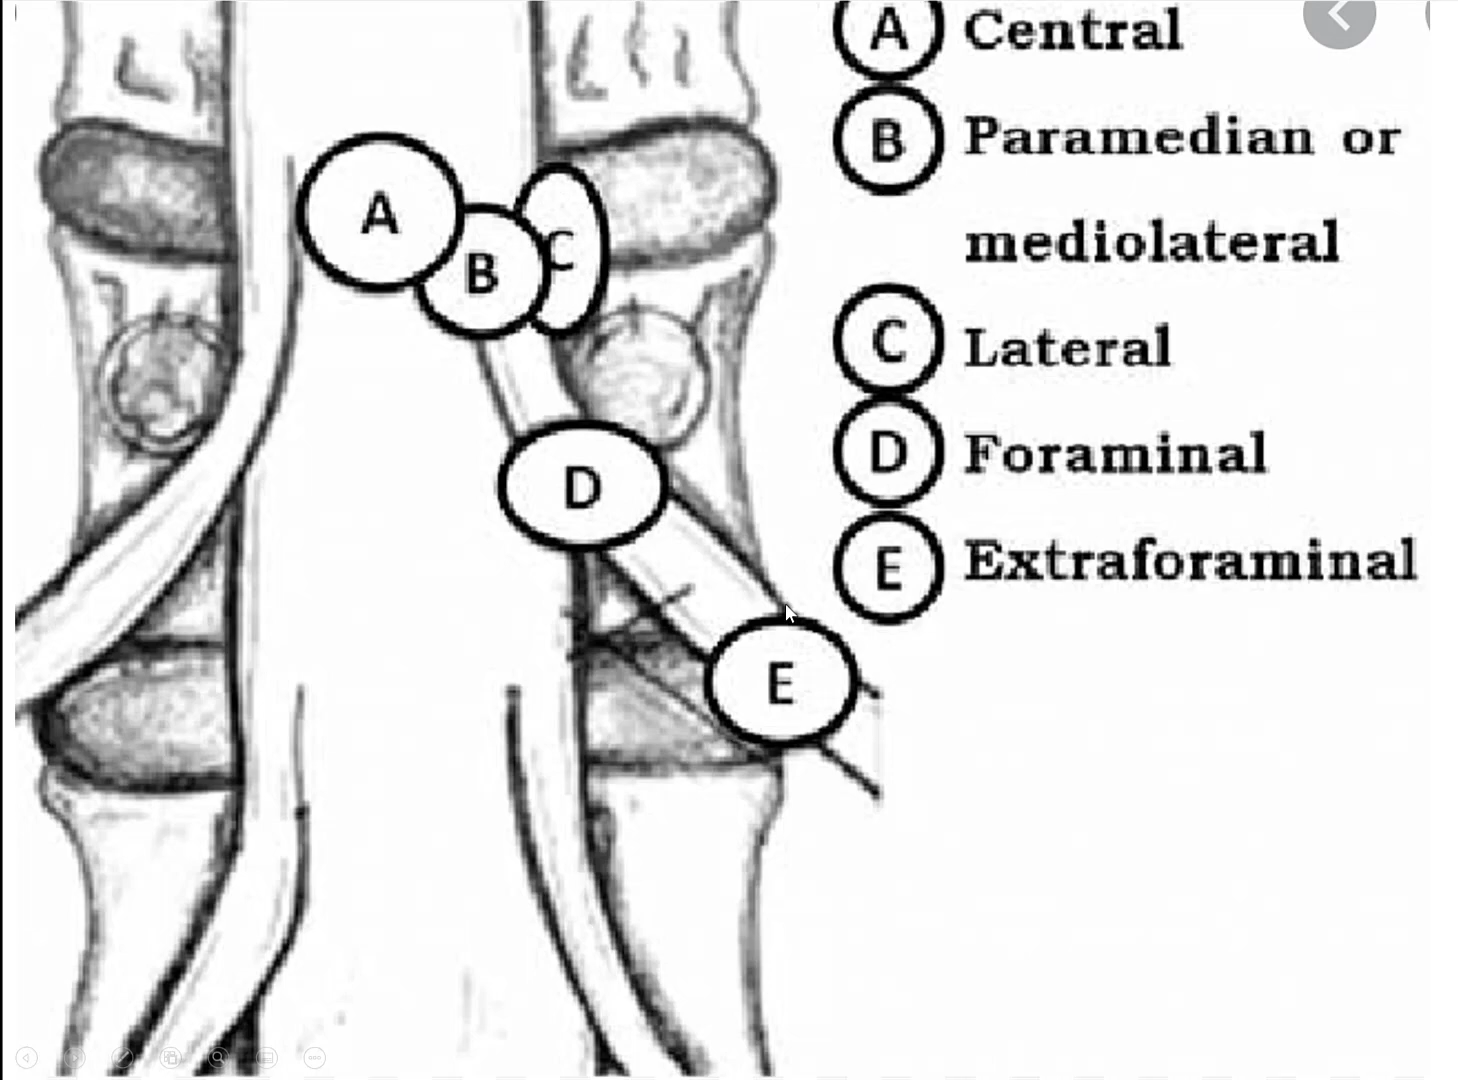 A Central
B Paramedian or
mediolateral
C Lateral
D Foraminal
E Extraforaminal
A
B
C
D
E